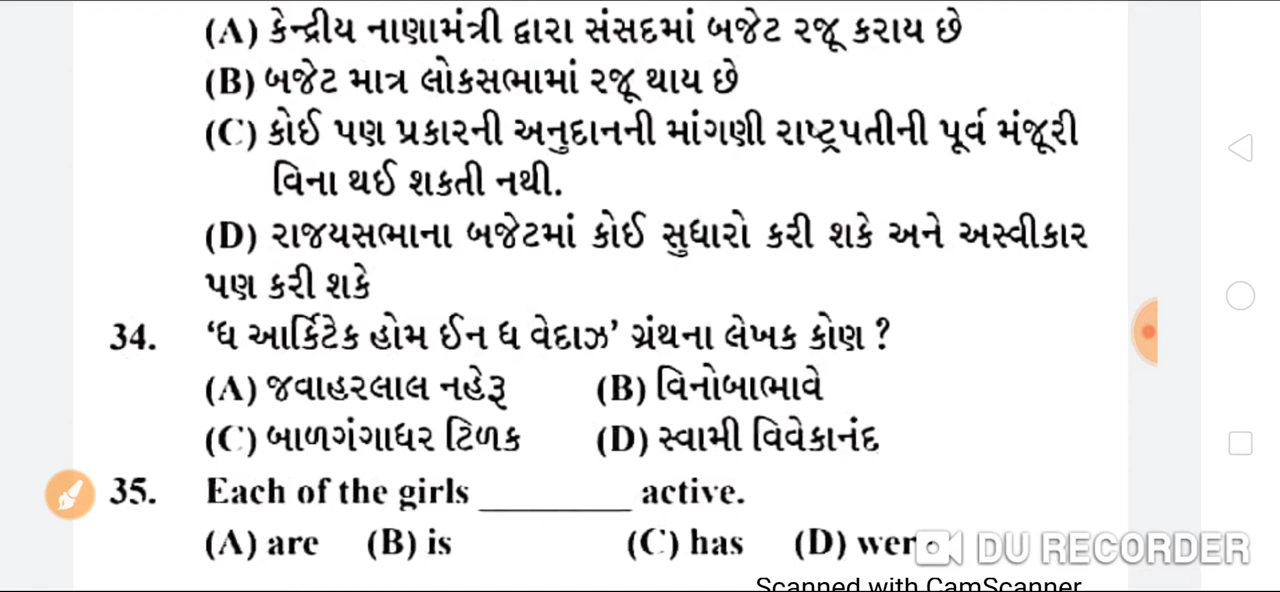 (A) કેન્દ્રીય નાણામંત્રી દ્વારા સંસદમાં બજેટ રજૂ કરાય છે
(B) બજેટ માત્ર લોકસભામાં રજૂ થાય છે
(C) કોઈ પણ પ્રકારની અનુદાનની માંગણી રાષ્ટ્રપતીની પૂર્વ મંજૂરી
વિના થઈ શકતી નથી.
(D) રાજયસભાના બજેટમાં કોઈ સુધારો કરી શકે અને અસ્વીકાર
પણ કરી શકે
34. 'ધ આર્કિટેક હોમ ઈન ધ વેદાઝ' ગ્રંથના લેખક કોણ ?
(A) જવાહરલાલ નહેરૂ (B) વિનોબાભાવે
(C) બાળગંગાધર ટિળક (D) સ્વામી વિવેકાનંદ
35. Each of the girls ________ active.
(A) are (B) is (C) has (D) were DU RECORDER
Scanned with CamScanner